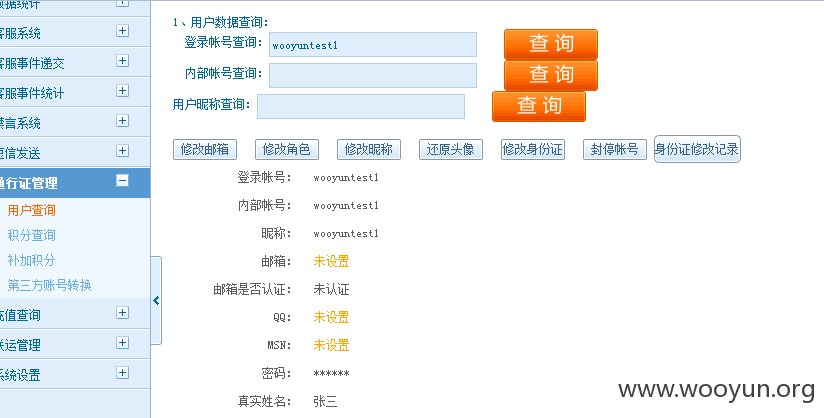 数据统计
客服系统
客服事件递交
客服事件统计
禁言系统
短信发送
通行证管理
用户查询
积分查询
补加积分
第三方账号转换
充值查询
联运管理
系统设置
1、用户数据查询：
登录帐号查询： wooyuntest1 查 询
内部帐号查询： 查 询
用户昵称查询： 查 询
修改邮箱 修改角色 修改昵称 还原头像 修改身份证 封停帐号 身份证修改记录
登录帐号： wooyuntest1
内部帐号： wooyuntest1
昵称： wooyuntest1
邮箱： 未设置
邮箱是否认证： 未认证
QQ： 未设置
MSN： 未设置
密码： ******
真实姓名： 张三
www.wooyun.org